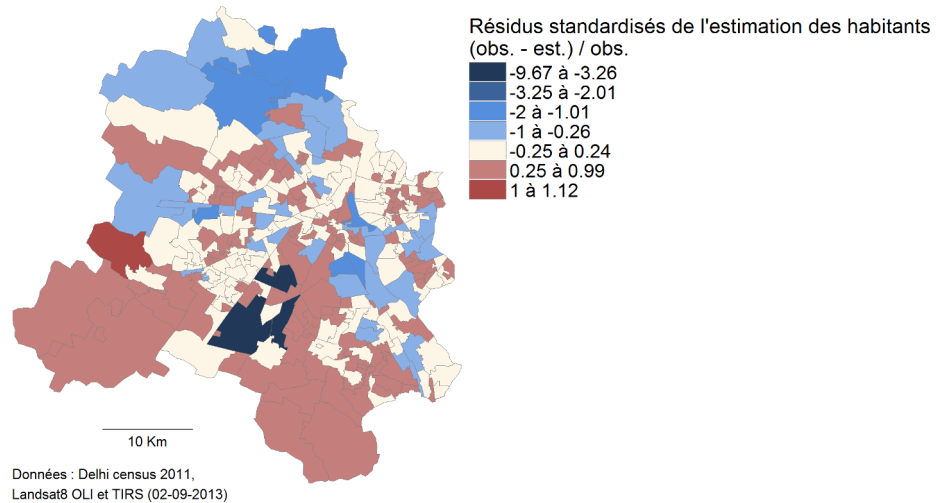 Résidus standardisés de l'estimation des habitants
(obs. - est.) / obs.
-9.67 à -3.26
-3.25 à -2.01
-2 à -1.01
-1 à -0.26
-0.25 à 0.24
0.25 à 0.99
1 à 1.12
10 Km
Données : Delhi census 2011,
Landsat8 OLI et TIRS (02-09-2013)